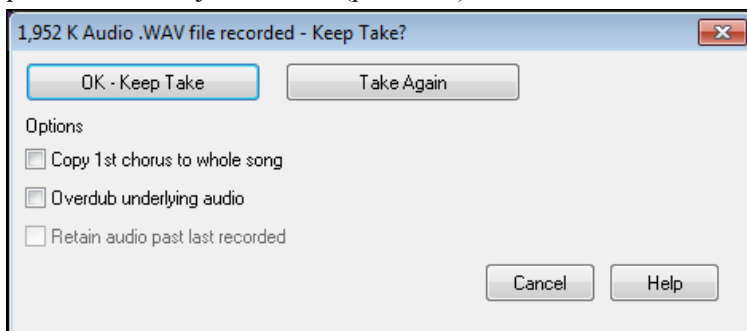 1,952 K Audio .WAV file recorded - Keep Take?
OK - Keep Take
Take Again
Options
Copy 1st chorus to whole song
Overdub underlying audio
Retain audio past last recorded
Cancel
Help